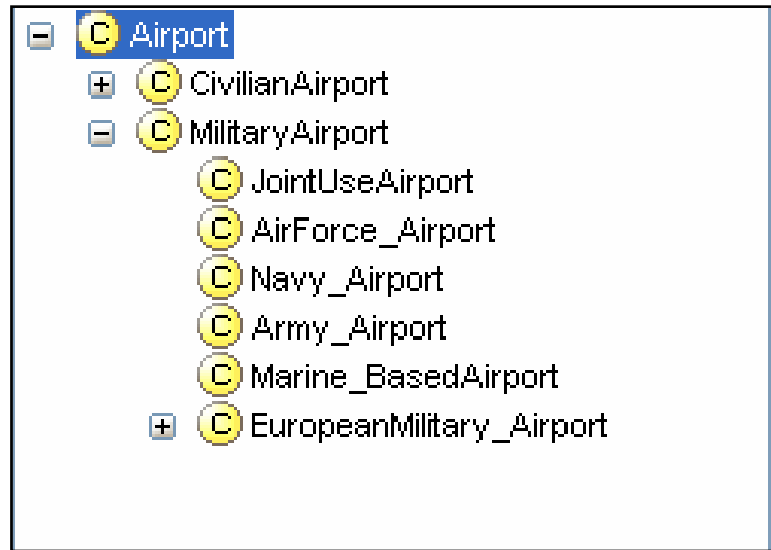 C Airport
C CivilianAirport
C MilitaryAirport
C JointUseAirport
C AirForce_Airport
C Navy_Airport
C Army_Airport
C Marine_BasedAirport
C EuropeanMilitary_Airport